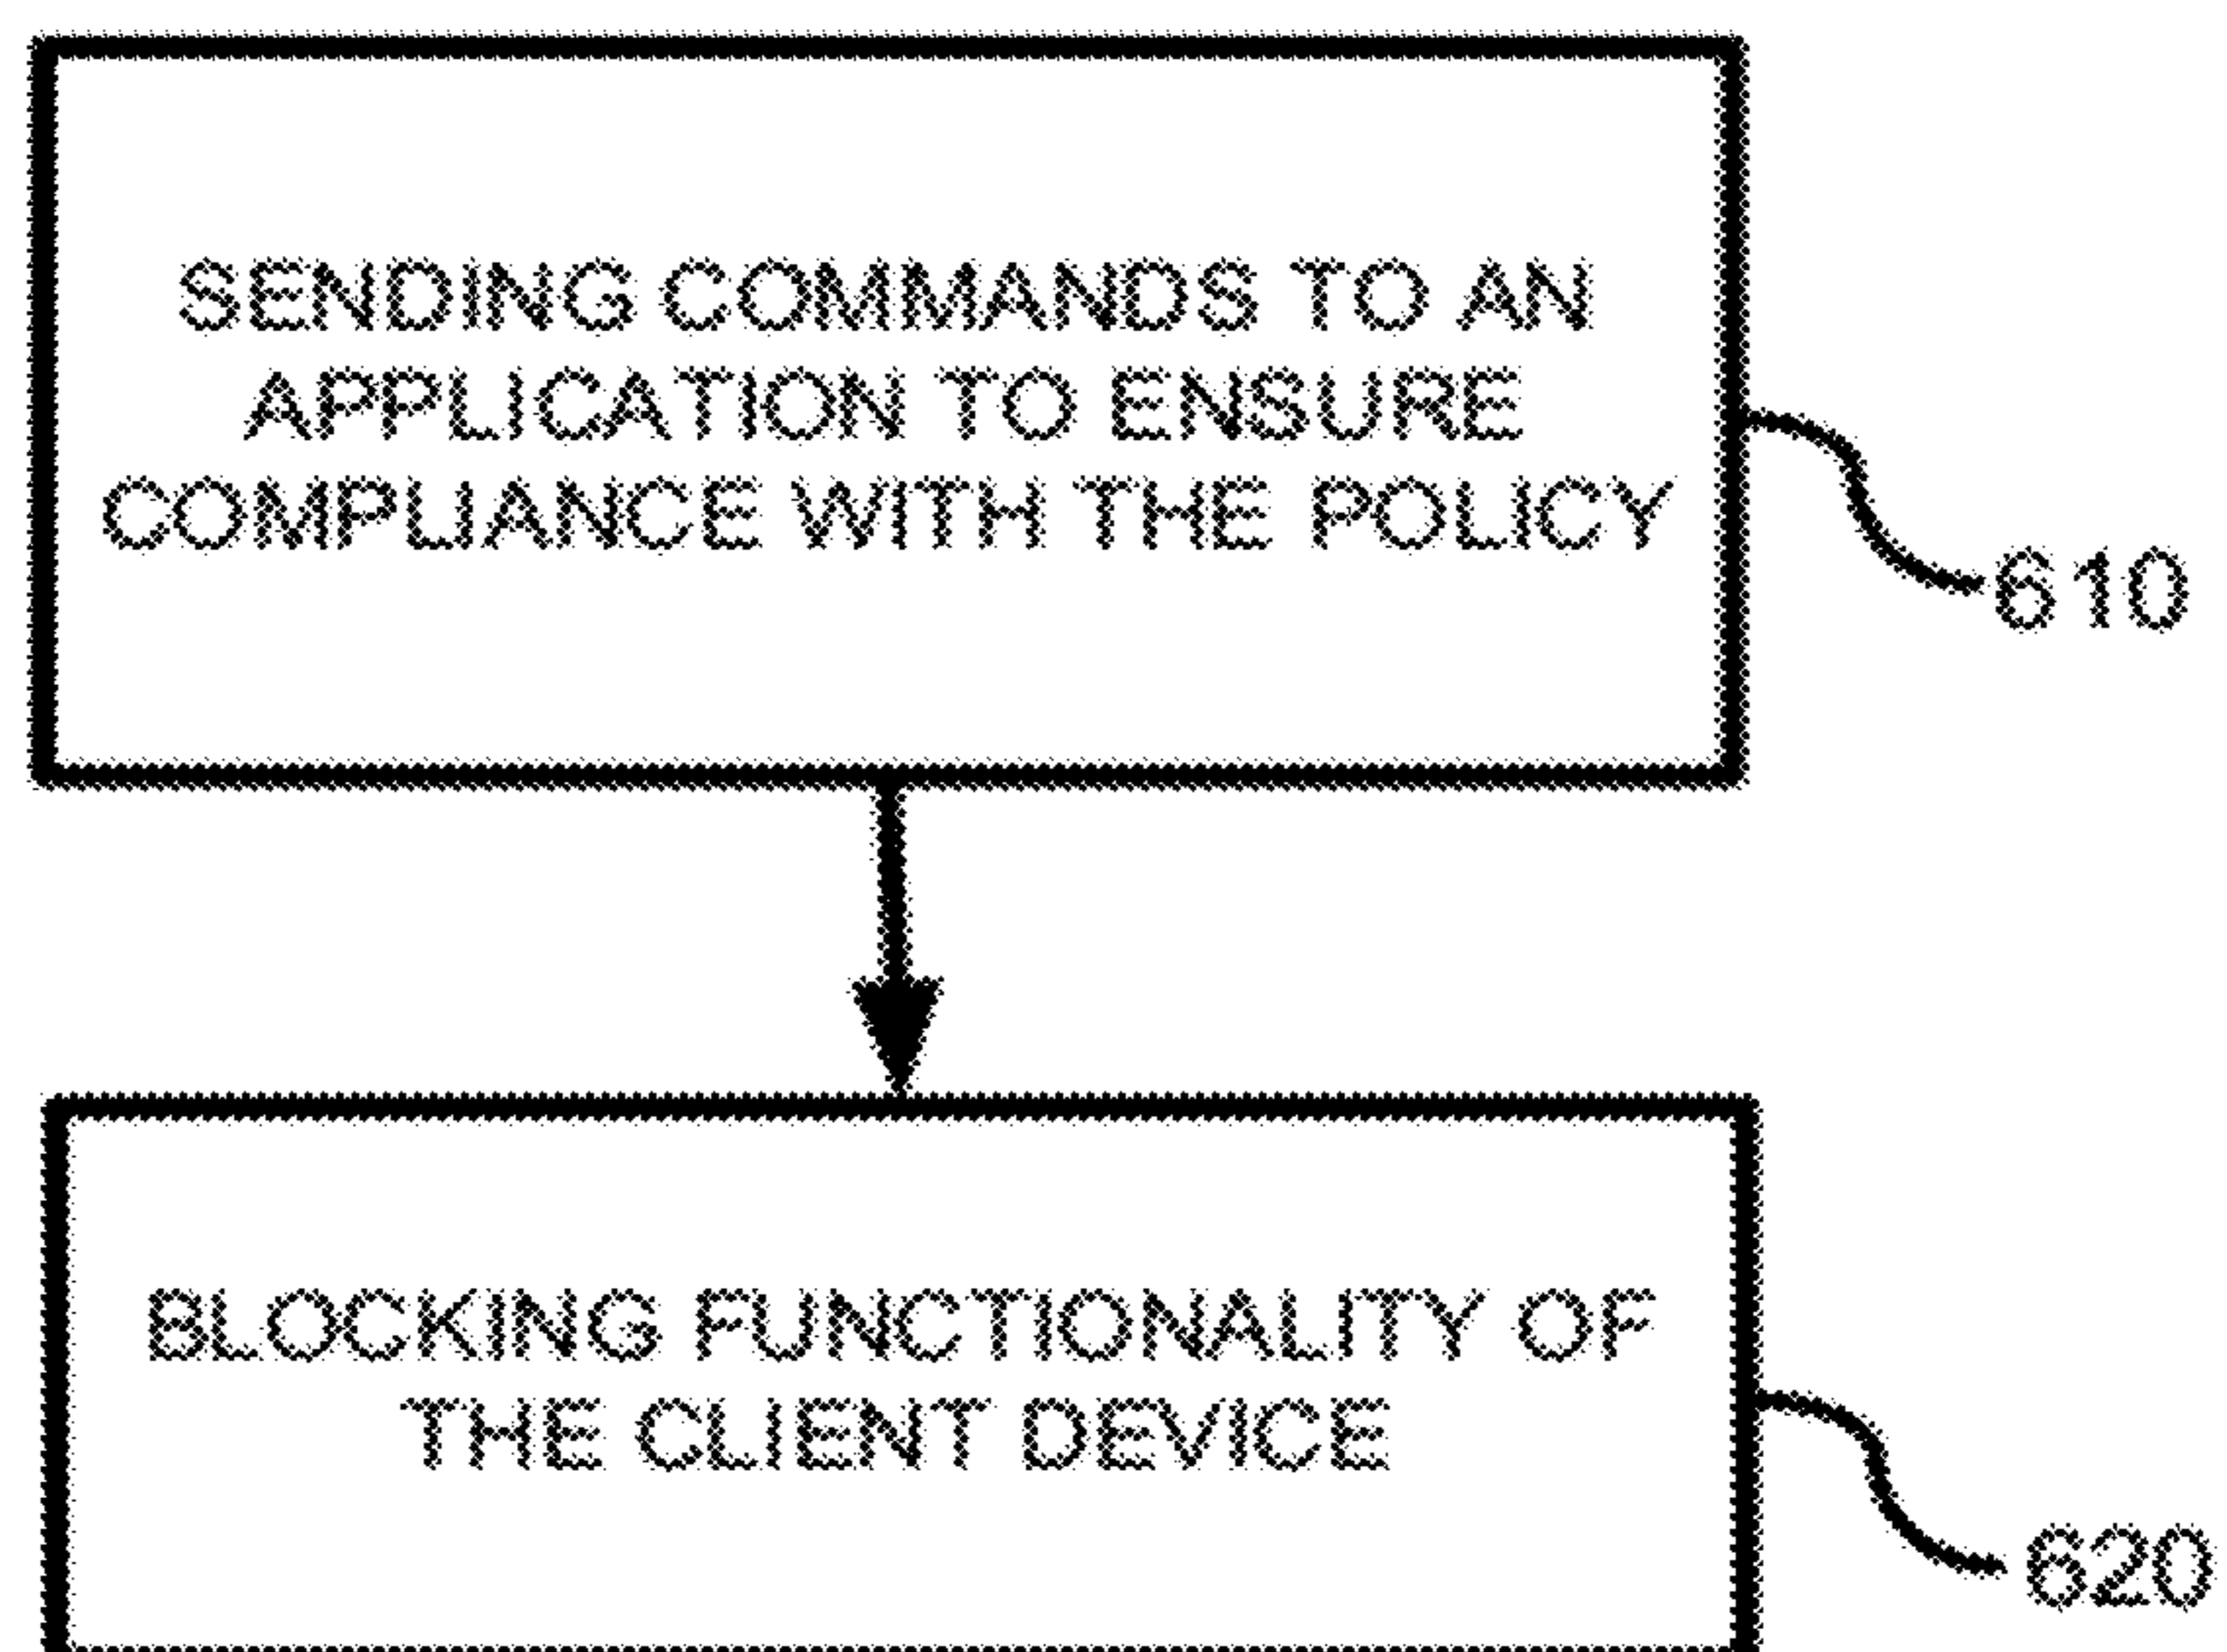 SENDING COMMANDS TO AN
APPLICATION TO ENSURE
COMPLIANCE WITH THE POLICY
610
BLOCKING FUNCTIONALITY OF
THE CLIENT DEVICE
620